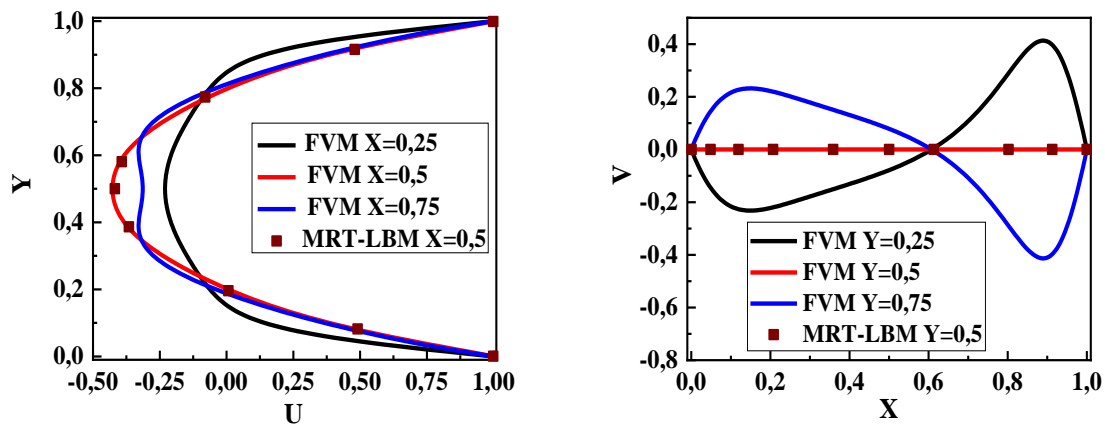 1,0
0,8
0,6
0,4
0,2
0,0
Y
FVM X=0,25
FVM X=0,5
FVM X=0,75
MRT-LBM X=0,5
-0,50 -0,25 0,00 0,25 0,50 0,75 1,00
U
0,4
0,2
0,0
-0,2
-0,4
-0,6
-0,8
V
FVM Y=0,25
FVM Y=0,5
FVM Y=0,75
MRT-LBM Y=0,5
0,0 0,2 0,4 0,6 0,8 1,0
X